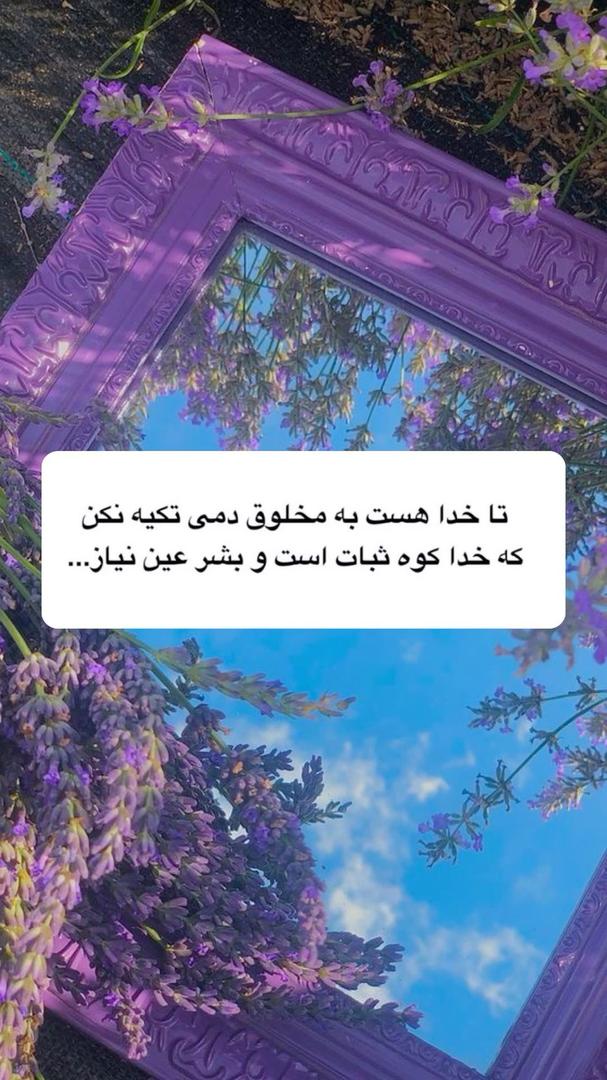 تا خدا هست به مخلوق دمی تکیه نکن
که خدا کوه ثبات است و بشر عین نیاز...